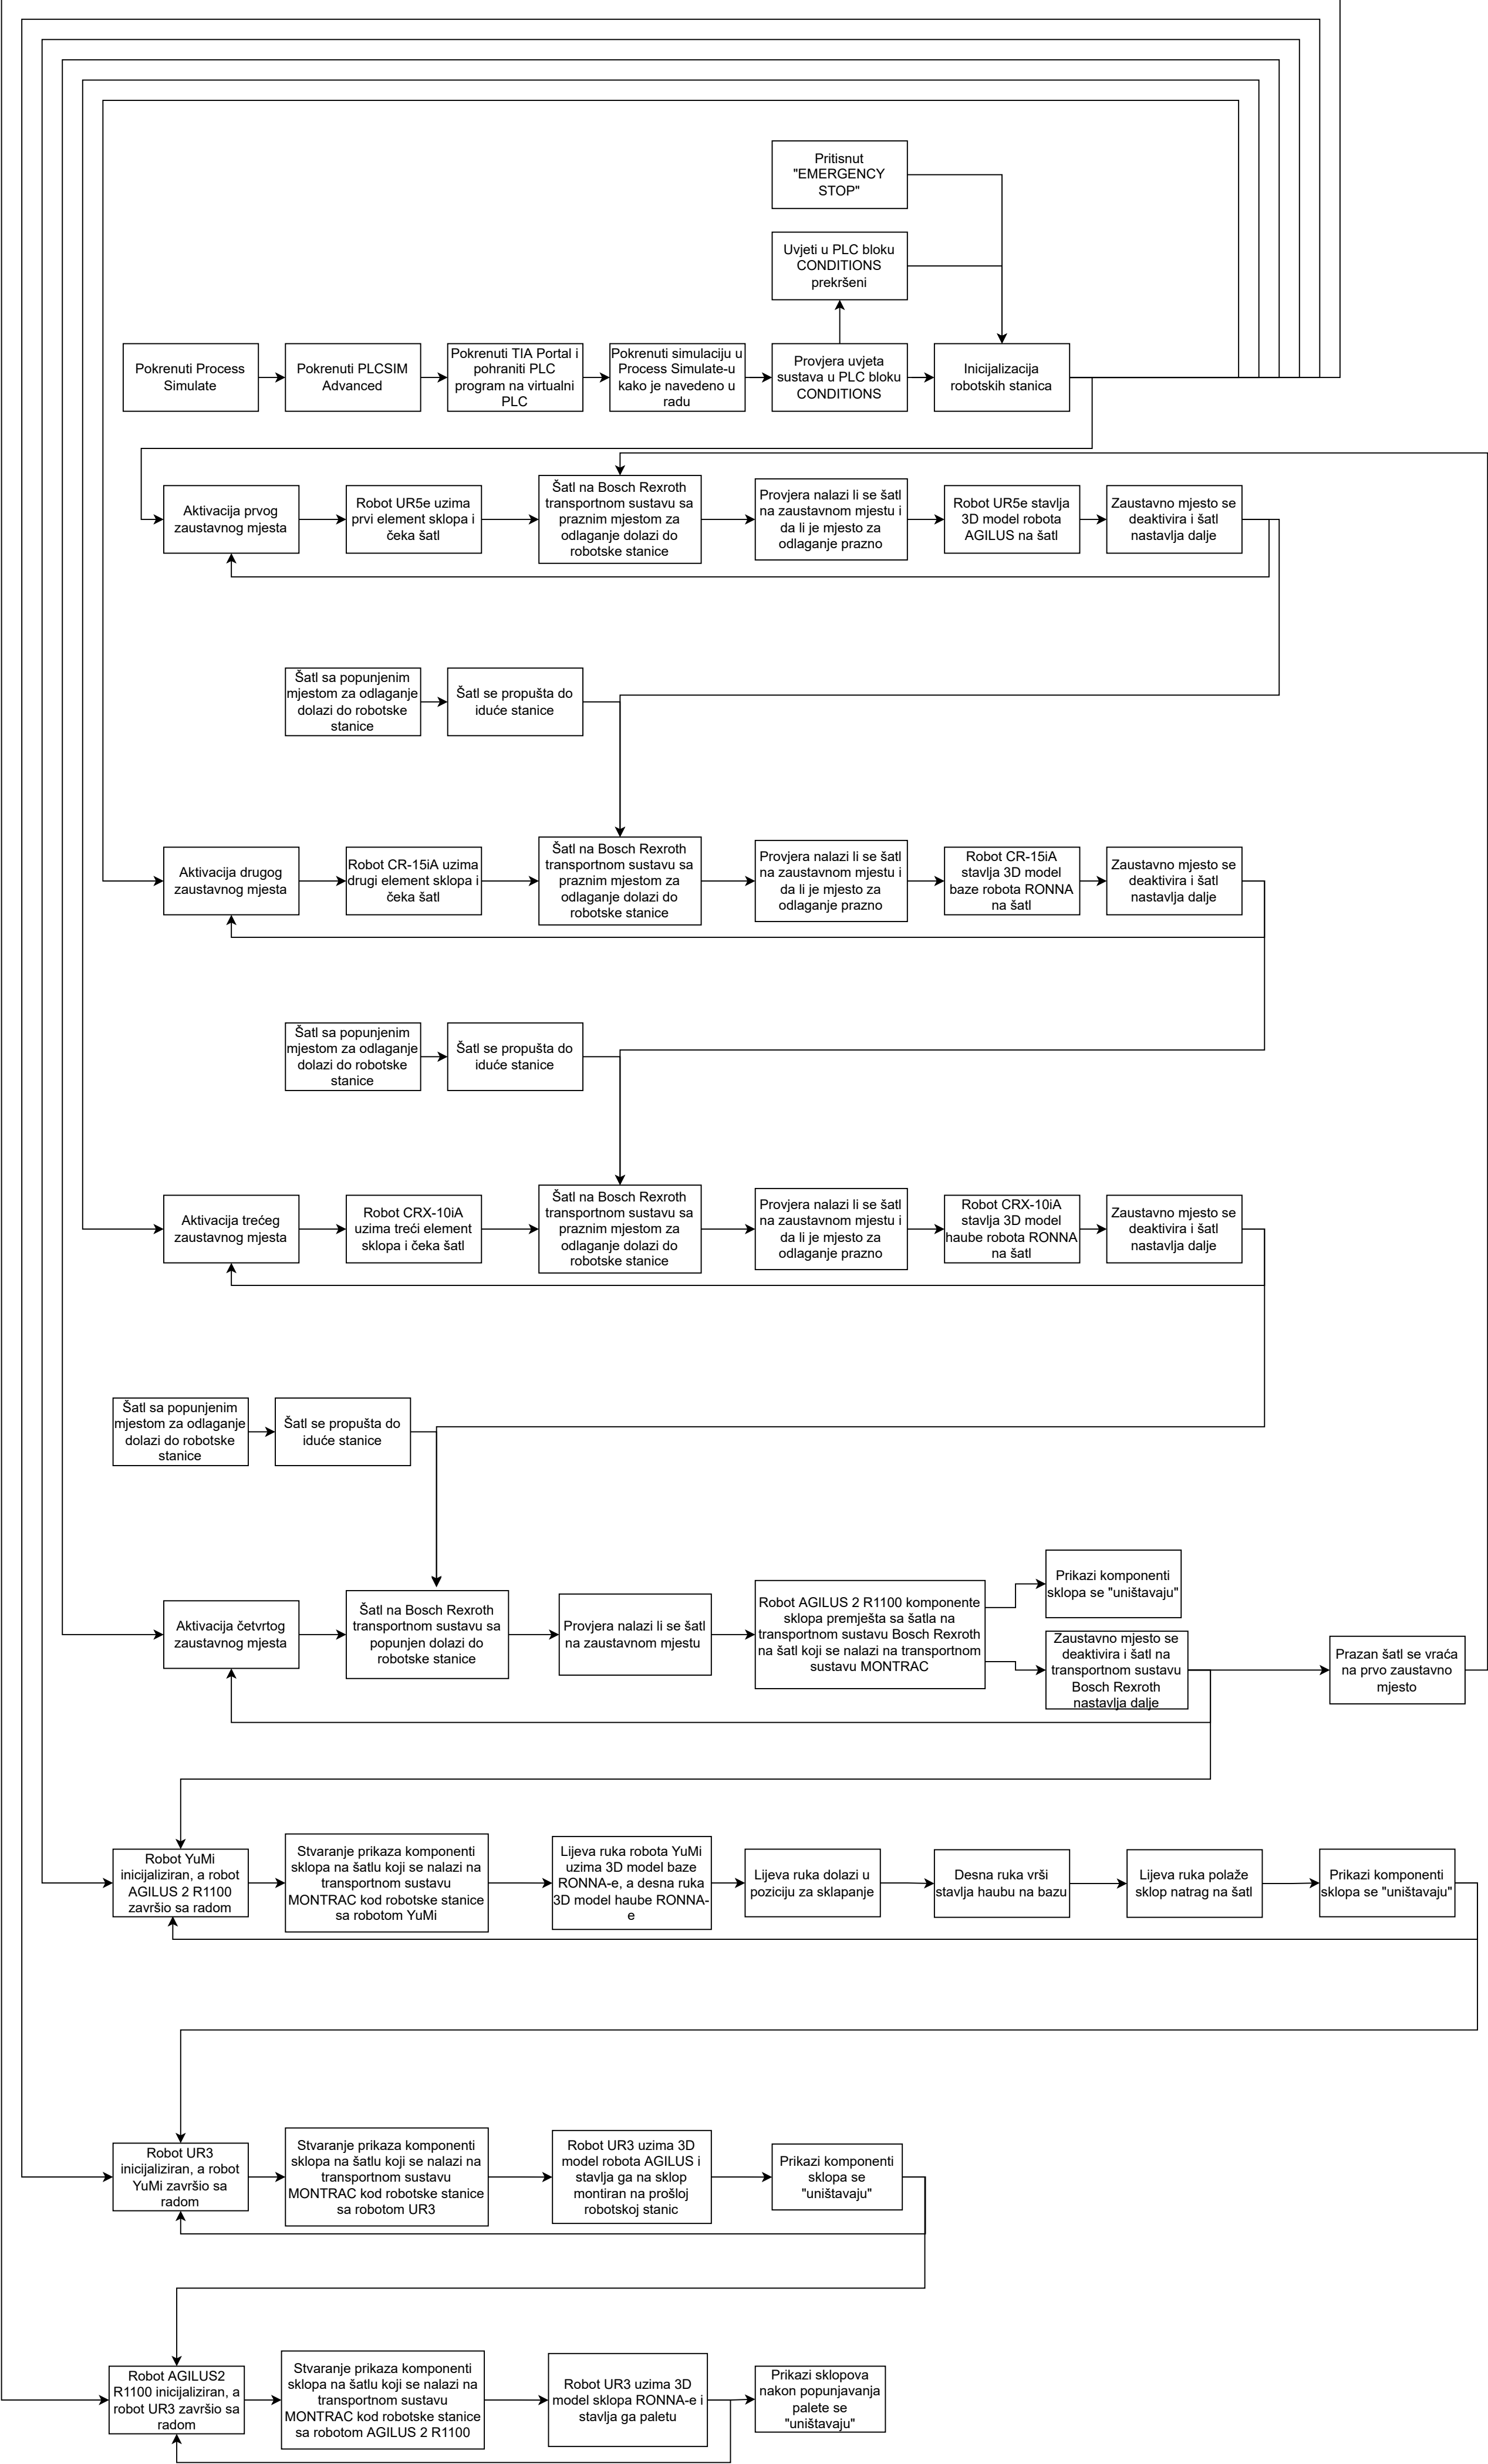 Pritisnut
"EMERGENCY
STOP"
Uvjeti u PLC bloku
CONDITIONS
prekršeni
Pokrenuti Process
Simulate
Pokrenuti PLCSIM
Advanced
Pokrenuti TIA Portal i
pohraniti PLC
program na virtualni
PLC
Pokrenuti simulaciju u
Process Simulate-u
kako je navedeno u
radu
Provjera uvjeta
sustava u PLC bloku
CONDITIONS
Inicijalizacija
robotskih stanica
Aktivacija prvog
zaustavnog mjesta
Robot UR5e uzima
prvi element sklopa i
čeka šatl
Šatl na Bosch Rexroth
transportnom sustavu sa
praznim mjestom za
odlaganje dolazi do
robotske stanice
Provjera nalazi li se šatl
na zaustavnom mjestu i
da li je mjesto za
odlaganje prazno
Robot UR5e stavlja
3D model robota
AGILUS na šatl
Zaustavno mjesto se
deaktivira i šatl
nastavlja dalje
Šatl sa popunjenim
mjestom za odlaganje
dolazi do robotske
stanice
Šatl se propušta do
iduće stanice
Aktivacija drugog
zaustavnog mjesta
Robot CR-15iA uzima
drugi element sklopa i
čeka šatl
Šatl na Bosch Rexroth
transportnom sustavu sa
praznim mjestom za
odlaganje dolazi do
robotske stanice
Provjera nalazi li se šatl
na zaustavnom mjestu i
da li je mjesto za
odlaganje prazno
Robot CR-15iA
stavlja 3D model
baze robota RONNA
na šatl
Zaustavno mjesto se
deaktivira i šatl
nastavlja dalje
Šatl sa popunjenim
mjestom za odlaganje
dolazi do robotske
stanice
Šatl se propušta do
iduće stanice
Aktivacija trećeg
zaustavnog mjesta
Robot CRX-10iA
uzima treći element
sklopa i čeka šatl
Šatl na Bosch Rexroth
transportnom sustavu sa
praznim mjestom za
odlaganje dolazi do
robotske stanice
Provjera nalazi li se šatl
na zaustavnom mjestu i
da li je mjesto za
odlaganje prazno
Robot CRX-10iA
stavlja 3D model
haube robota RONNA
na šatl
Zaustavno mjesto se
deaktivira i šatl
nastavlja dalje
Šatl sa popunjenim
mjestom za odlaganje
dolazi do robotske
stanice
Šatl se propušta do
iduće stanice
Aktivacija četvrtog
zaustavnog mjesta
Šatl na Bosch Rexroth
transportnom sustavu sa
popunjen dolazi do
robotske stanice
Provjera nalazi li se šatl
na zaustavnom mjestu
Robot AGILUS 2 R1100 komponente
sklopa premješta sa šatla na
transportnom sustavu Bosch Rexroth
na šatl koji se nalazi na transportnom
sustavu MONTRAC
Prikazi komponenti
sklopa se "uništavaju"
Zaustavno mjesto se
deaktivira i šatl na
transportnom sustavu
Bosch Rexroth
nastavlja dalje
Prazan šatl se vraća
na prvo zaustavno
mjesto
Robot YuMi
inicijaliziran, a robot
AGILUS 2 R1100
završio sa radom
Stvaranje prikaza komponenti
sklopa na šatlu koji se nalazi na
transportnom sustavu
MONTRAC kod robotske stanice
sa robotom YuMi
Lijeva ruka robota YuMi
uzima 3D model baze
RONNA-e, a desna ruka
3D model haube RONNA-
e
Lijeva ruka dolazi u
poziciju za sklapanje
Desna ruka vrši
stavlja haubu na bazu
Lijeva ruka polaže
sklop natrag na šatl
Prikazi komponenti
sklopa se "uništavaju"
Robot UR3
inicijaliziran, a robot
YuMi završio sa
radom
Stvaranje prikaza komponenti
sklopa na šatlu koji se nalazi na
transportnom sustavu
MONTRAC kod robotske stanice
sa robotom UR3
Robot UR3 uzima 3D
model robota AGILUS i
stavlja ga na sklop
montiran na prošloj
robotskoj stanic
Prikazi komponenti
sklopa se
"uništavaju"
Robot AGILUS2
R1100 inicijaliziran, a
robot UR3 završio sa
radom
Stvaranje prikaza komponenti
sklopa na šatlu koji se nalazi na
transportnom sustavu
MONTRAC kod robotske stanice
sa robotom AGILUS 2 R1100
Robot UR3 uzima 3D
model sklopa RONNA-e i
stavlja ga paletu
Prikazi sklopova
nakon popunjavanja
palete se
"uništavaju"